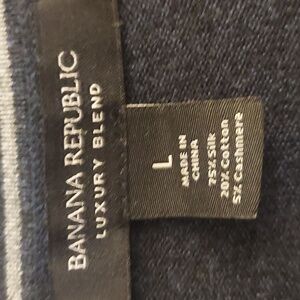 BANANA REPUBLIC
LUXURY BLEND
L
MADE IN
CHINA
75% Silk
20% Cotton
5% Cashmere